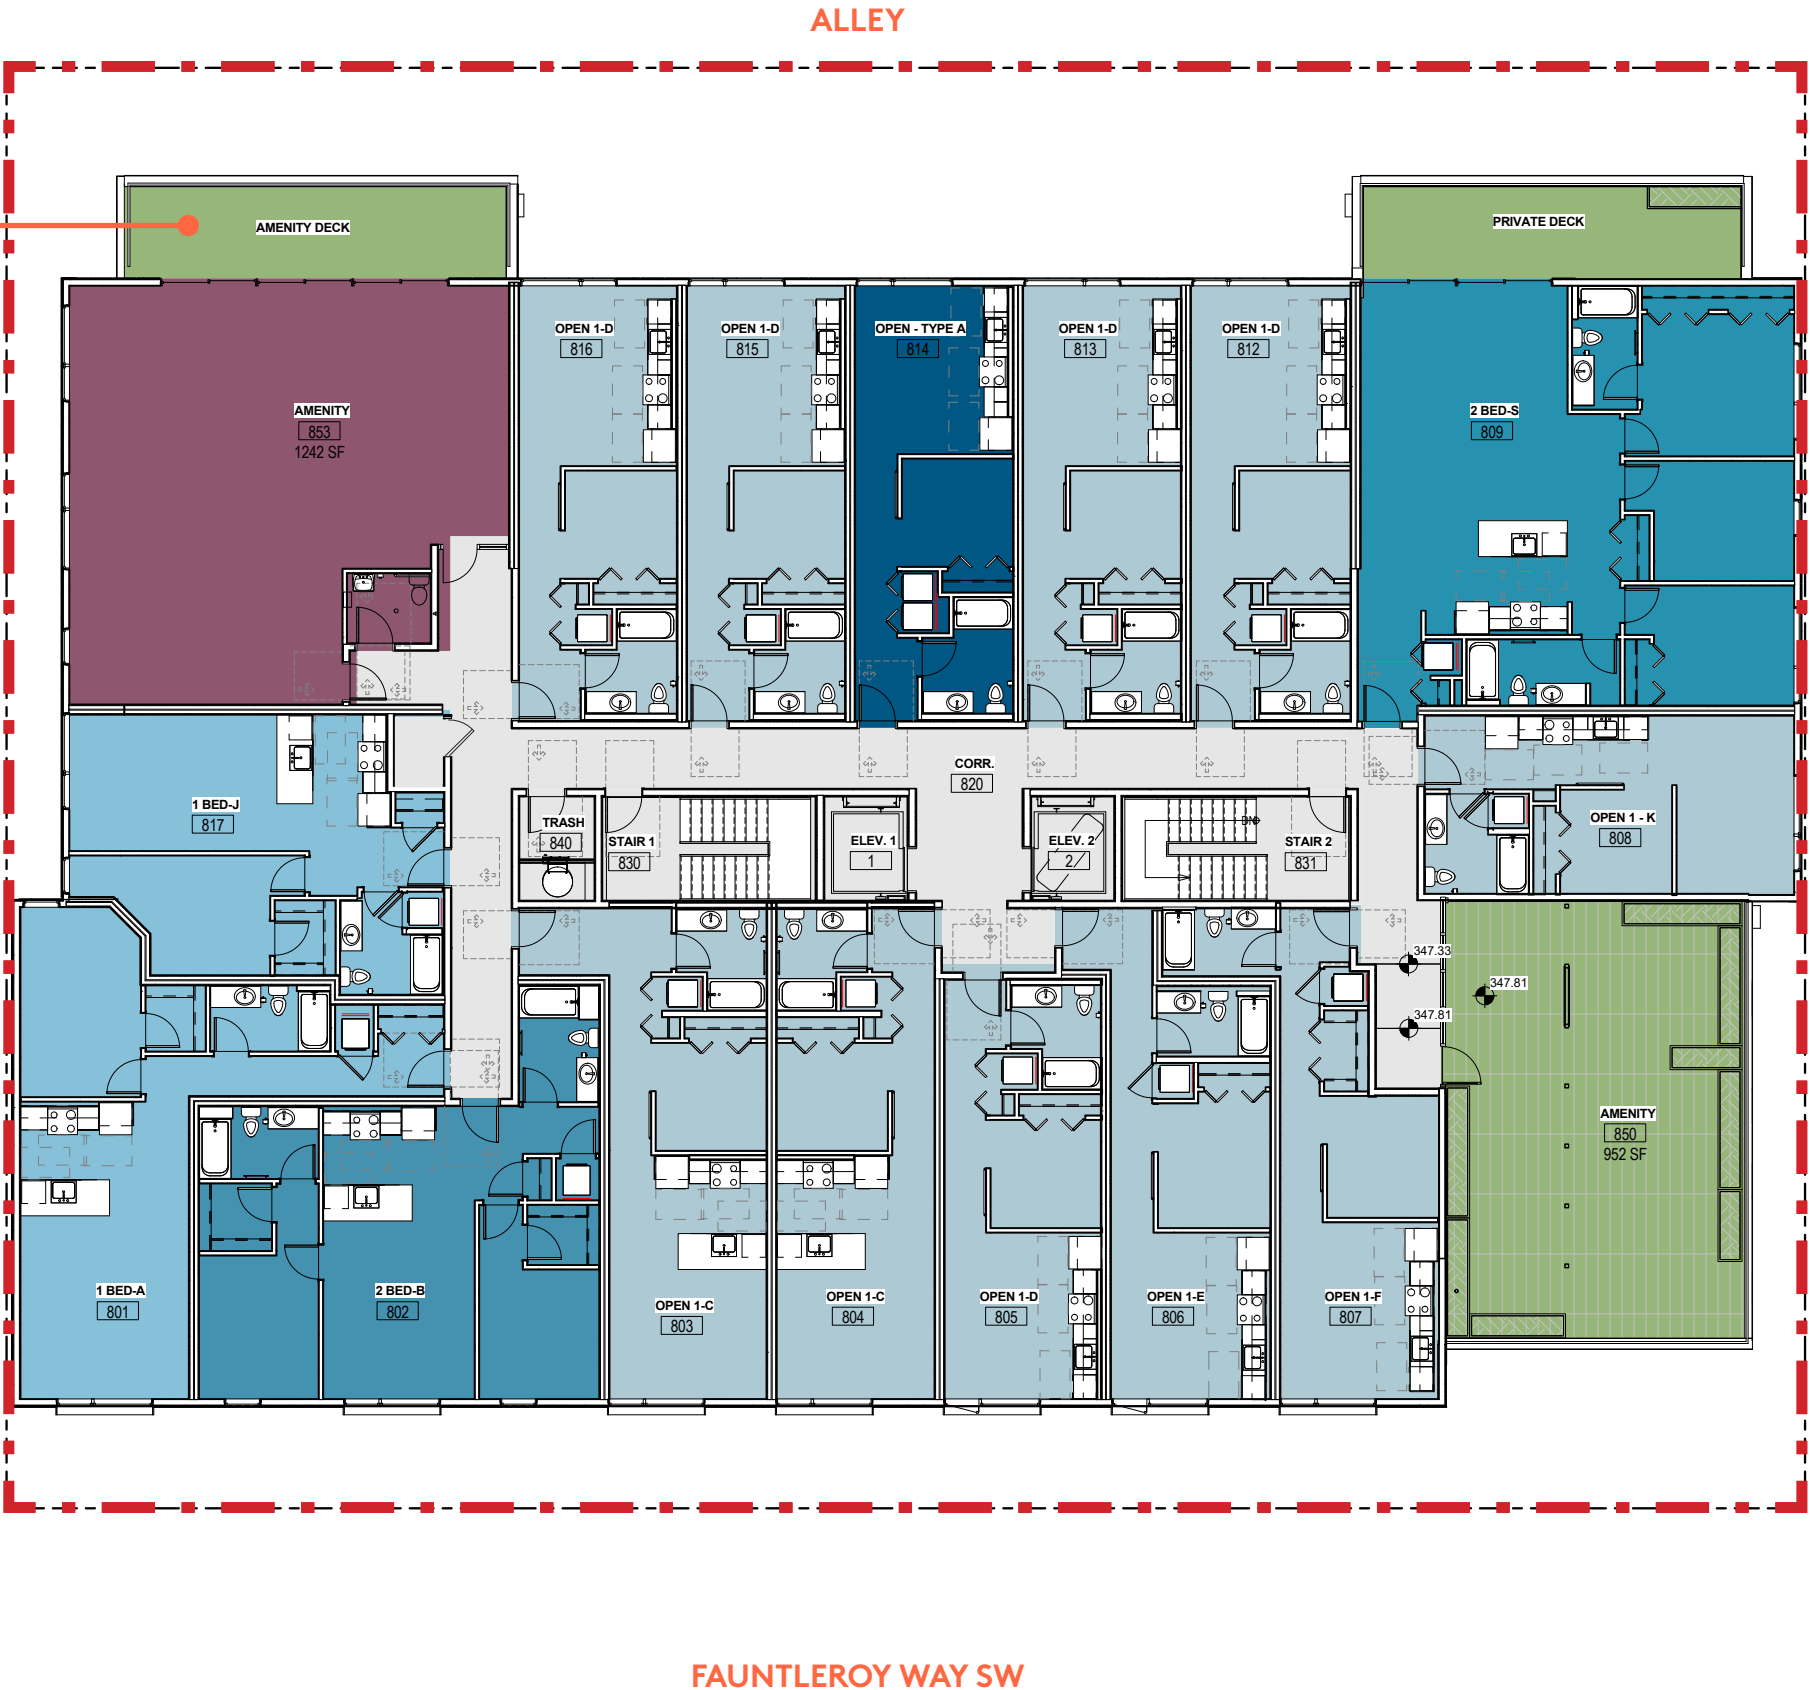 ALLEY
AMENITY DECK
PRIVATE DECK
OPEN 1-D
816
OPEN 1-D
815
OPEN - TYPE A
814
OPEN 1-D
813
OPEN 1-D
812
AMENITY
853
1242 SF
2 BED-S
809
CORR.
820
1 BED-J
817
TRASH
840
STAIR 1
830
ELEV. 1
1
ELEV. 2
2
DN
STAIR 2
831
OPEN 1 - K
808
347.33
347.81
347.81
AMENITY
850
952 SF
1 BED-A
801
2 BED-B
802
OPEN 1-C
803
OPEN 1-C
804
OPEN 1-D
805
OPEN 1-E
806
OPEN 1-F
807
FAUNTLEROY WAY SW